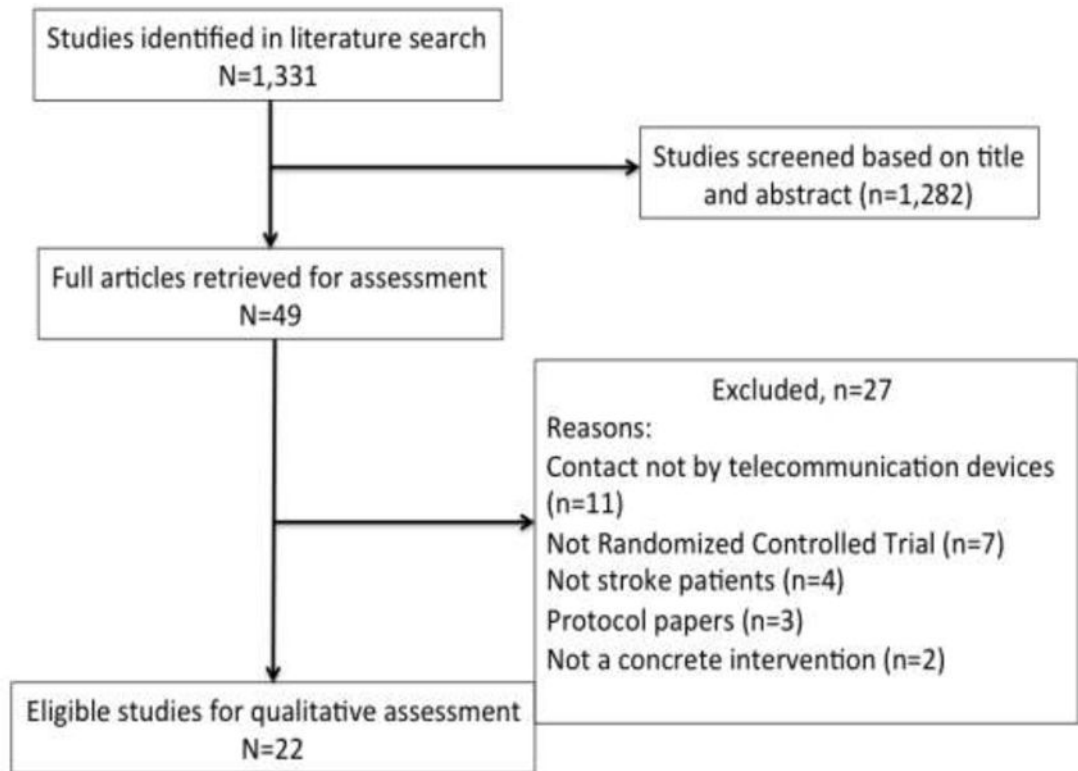 Studies identified in literature search
N=1,331
Studies screened based on title
and abstract (n=1,282)
Full articles retrieved for assessment
N=49
Excluded, n=27
Reasons:
Contact not by telecommunication devices
(n=11)
Not Randomized Controlled Trial (n=7)
Not stroke patients (n=4)
Protocol papers (n=3)
Not a concrete intervention (n=2)
Eligible studies for qualitative assessment
N=22